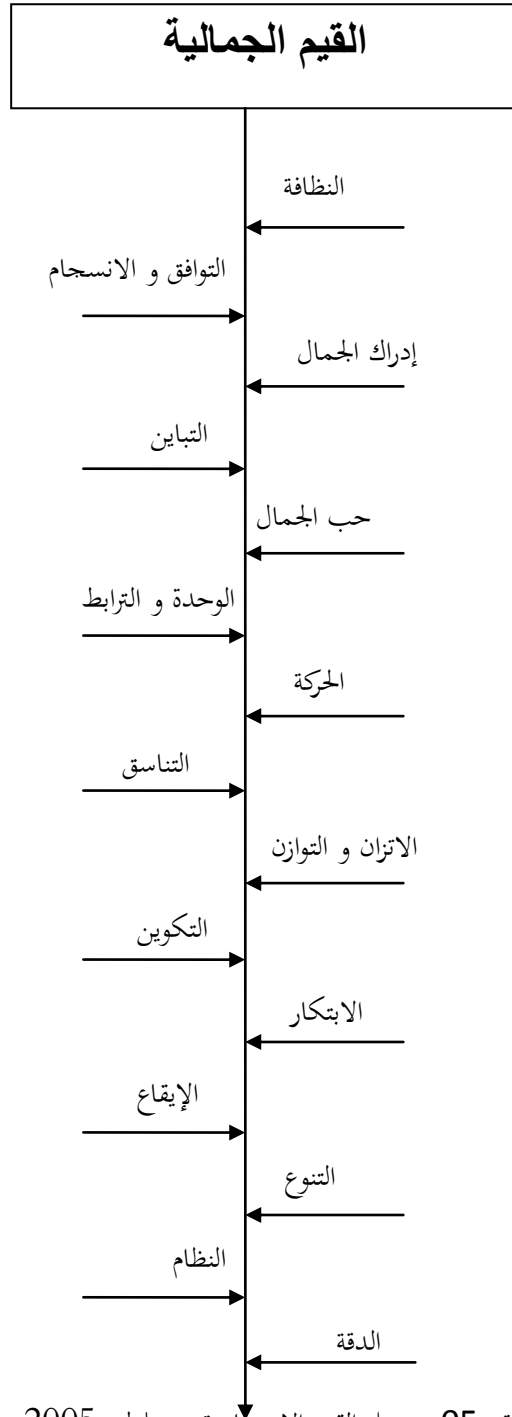 القيم الجمالية
النظافة
التوافق و الانسجام
إدراك الجمال
التباين
حب الجمال
الوحدة و الترابط
الحركة
التناسق
الاتزان و التوازن
التكوين
الابتكار
الإيقاع
التنوع
النظام
الدقة
2005